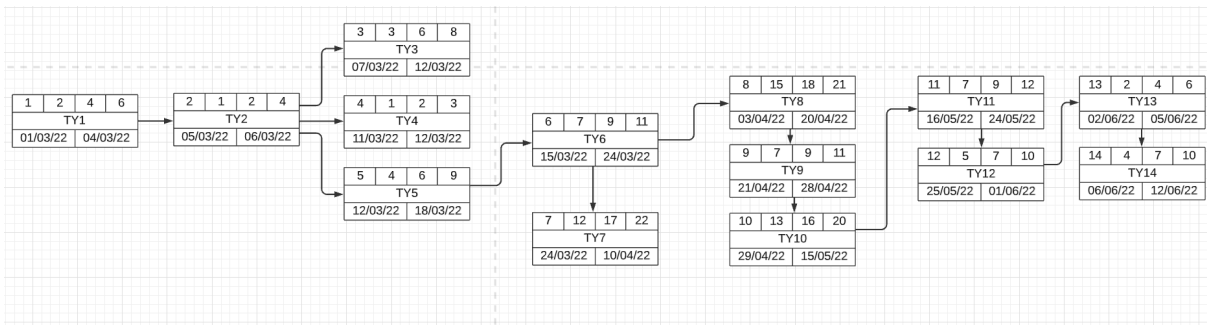 3 3 6 8
TY3
07/03/22 12/03/22
1 2 4 6
TY1
01/03/22 04/03/22
2 1 2 4
TY2
05/03/22 06/03/22
4 1 2 3
TY4
11/03/22 12/03/22
5 4 6 9
TY5
12/03/22 18/03/22
6 7 9 11
TY6
15/03/22 24/03/22
7 12 17 22
TY7
24/03/22 10/04/22
8 15 18 21
TY8
03/04/22 20/04/22
9 7 9 11
TY9
21/04/22 28/04/22
10 13 16 20
TY10
29/04/22 15/05/22
11 7 9 12
TY11
16/05/22 24/05/22
12 5 7 10
TY12
25/05/22 01/06/22
13 2 4 6
TY13
02/06/22 05/06/22
14 4 7 10
TY14
06/06/22 12/06/22